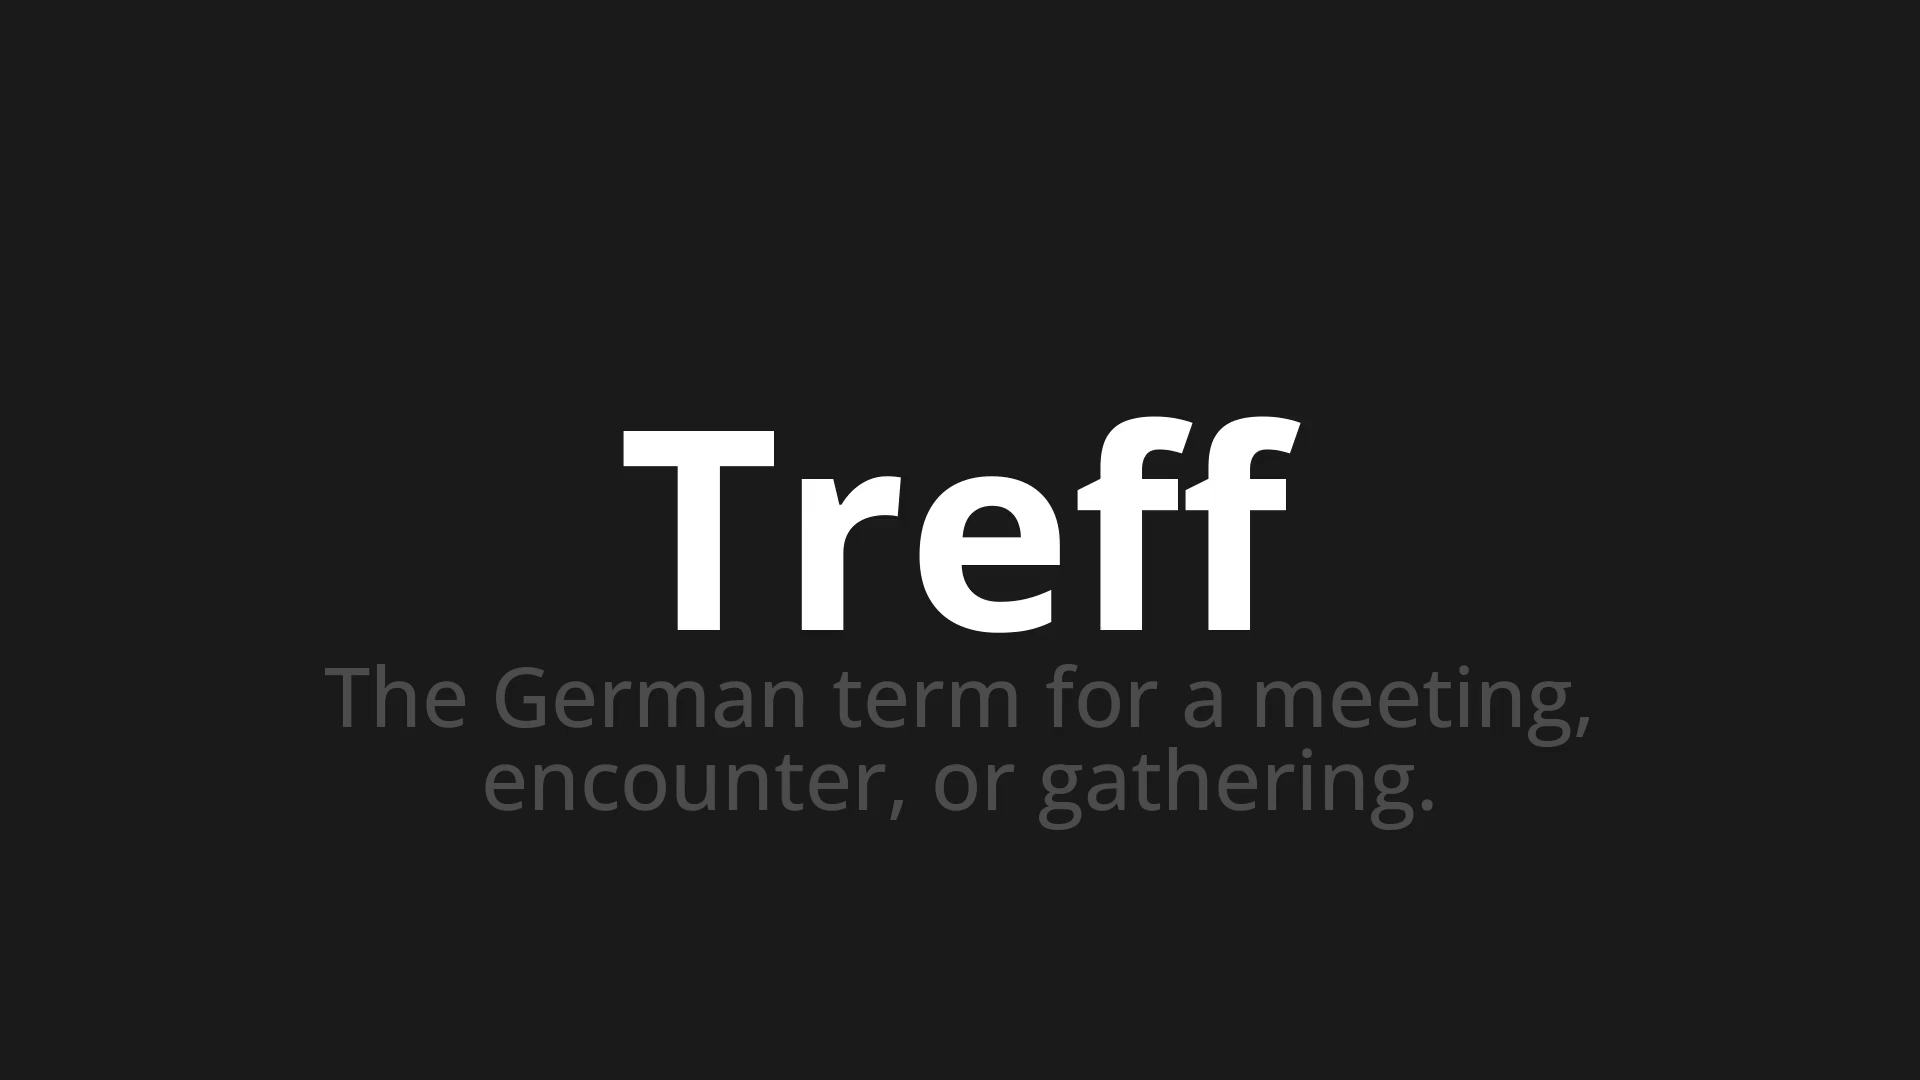 Treff
The German term for a meeting,
encounter, or gathering.